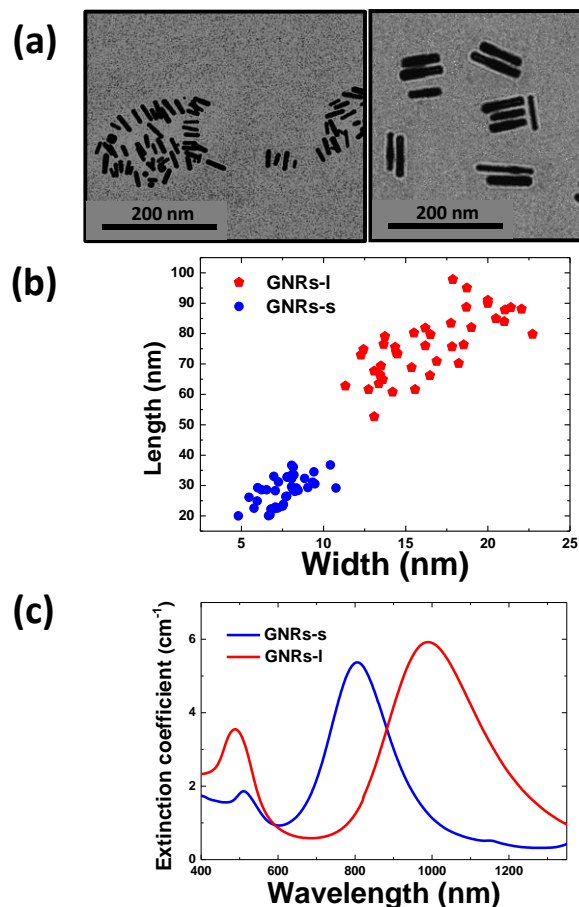 (a)
200 nm
200 nm
(b)
GNRs-l
GNRs-s
100
90
80
70
60
50
40
30
20
Length (nm)
5 10 15 20 25
Width (nm)
(c)
GNRs-s
GNRs-l
6
4
2
0
Extinction coefficient (cm⁻¹)
400 600 800 1000 1200
Wavelength (nm)